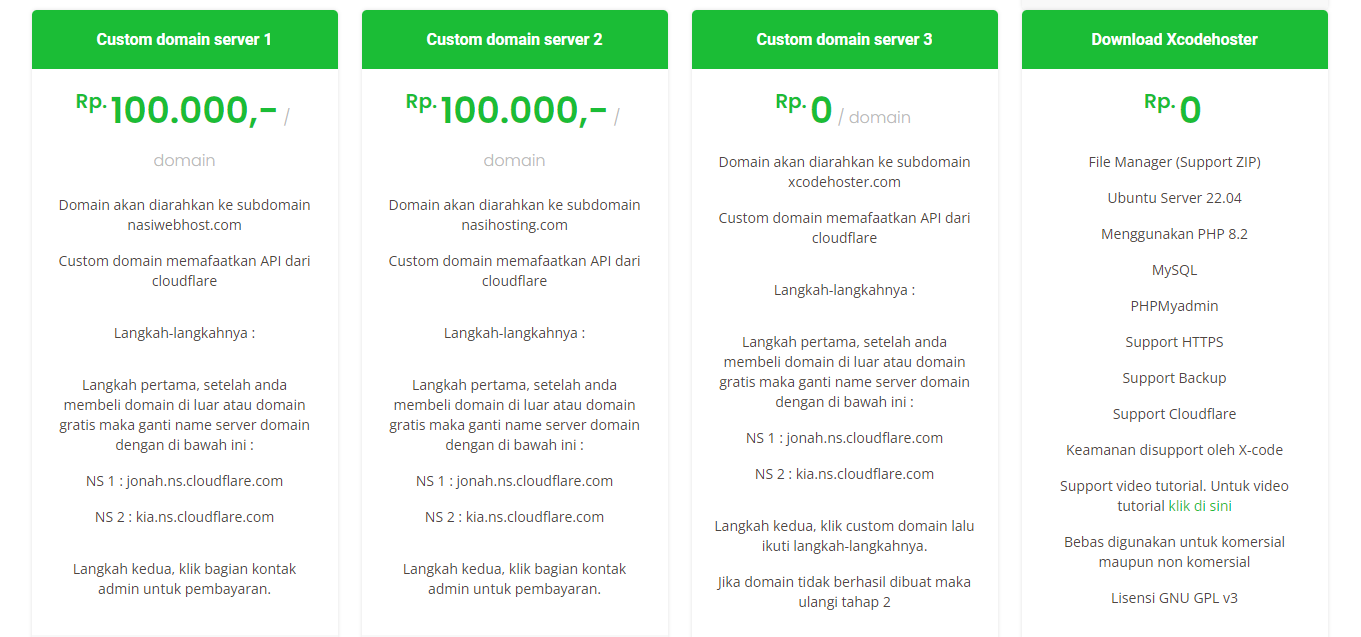 Custom domain server 1
Rp. 100.000,- /
domain
Domain akan diarahkan ke subdomain
nasiwebhost.com
Custom domain memafaatkan API dari
cloudflare
Langkah-langkahnya :
Langkah pertama, setelah anda
membeli domain di luar atau domain
gratis maka ganti name server domain
dengan di bawah ini :
NS 1 : jonah.ns.cloudflare.com
NS 2 : kia.ns.cloudflare.com
Langkah kedua, klik bagian kontak
admin untuk pembayaran.
Custom domain server 2
Rp. 100.000,- /
domain
Domain akan diarahkan ke subdomain
nasihosting.com
Custom domain memafaatkan API dari
cloudflare
Langkah-langkahnya :
Langkah pertama, setelah anda
membeli domain di luar atau domain
gratis maka ganti name server domain
dengan di bawah ini :
NS 1 : jonah.ns.cloudflare.com
NS 2 : kia.ns.cloudflare.com
Langkah kedua, klik bagian kontak
admin untuk pembayaran.
Custom domain server 3
Rp. 0 / domain
Domain akan diarahkan ke subdomain
xcodehoster.com
Custom domain memafaatkan API dari
cloudflare
Langkah-langkahnya :
Langkah pertama, setelah anda
membeli domain di luar atau domain
gratis maka ganti name server domain
dengan di bawah ini :
NS 1 : jonah.ns.cloudflare.com
NS 2 : kia.ns.cloudflare.com
Langkah kedua, klik custom domain lalu
ikuti langkah-langkahnya.
Jika domain tidak berhasil dibuat maka
ulangi tahap 2
Download Xcodehoster
Rp. 0
File Manager (Support ZIP)
Ubuntu Server 22.04
Menggunakan PHP 8.2
MySQL
PHPMyadmin
Support HTTPS
Support Backup
Support Cloudflare
Keamanan disupport oleh X-code
Support video tutorial. Untuk video
tutorial klik di sini
Bebas digunakan untuk komersial
maupun non komersial
Lisensi GNU GPL v3